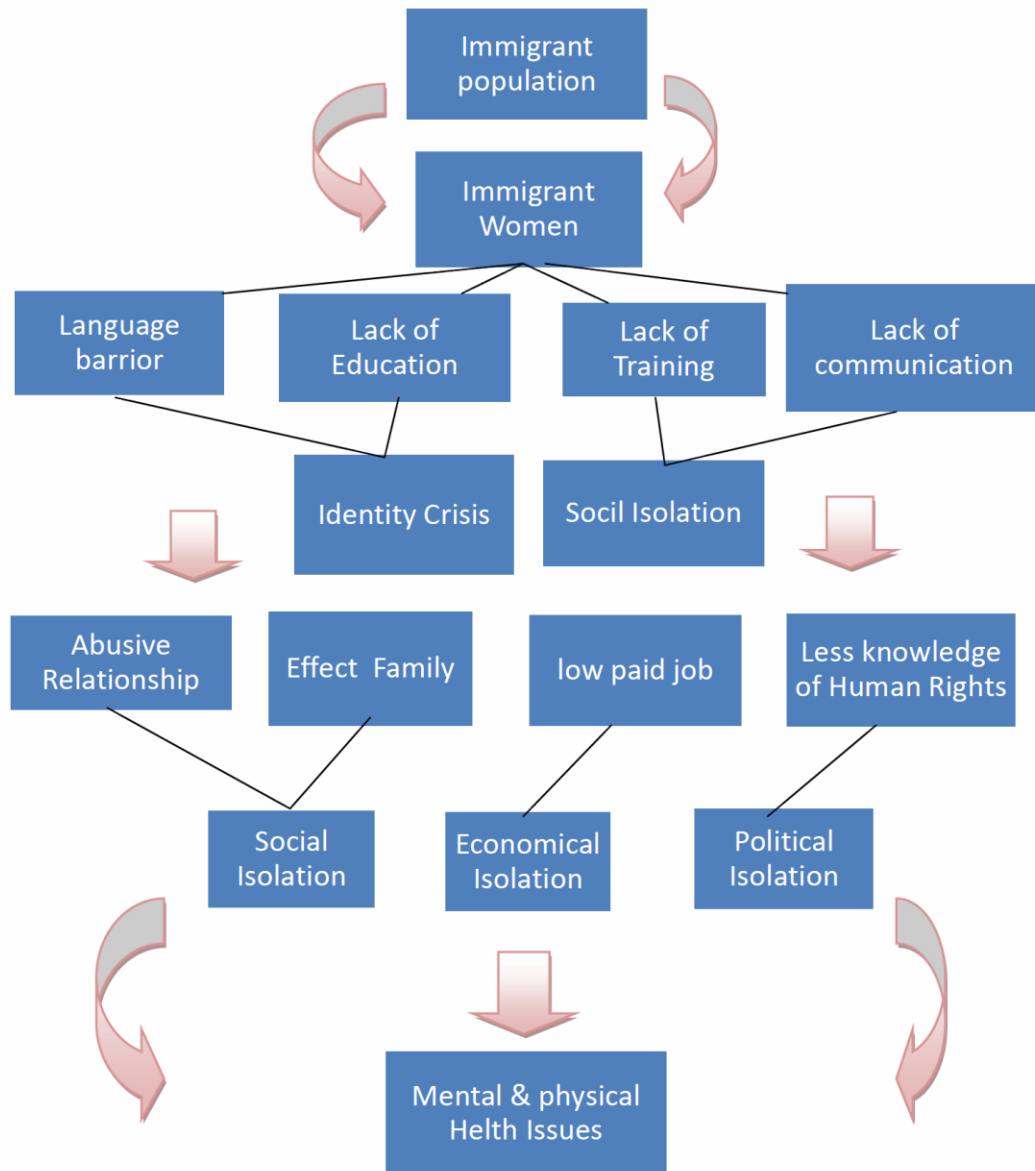 Immigrant
population
Immigrant
Women
Language
barrior
Lack of
Education
Lack of
Training
Lack of
communication
Identity Crisis
Socil Isolation
Abusive
Relationship
Effect  Family
low paid job
Less knowledge
of Human Rights
Social
Isolation
Economical
Isolation
Political
Isolation
Mental & physical
Helth Issues